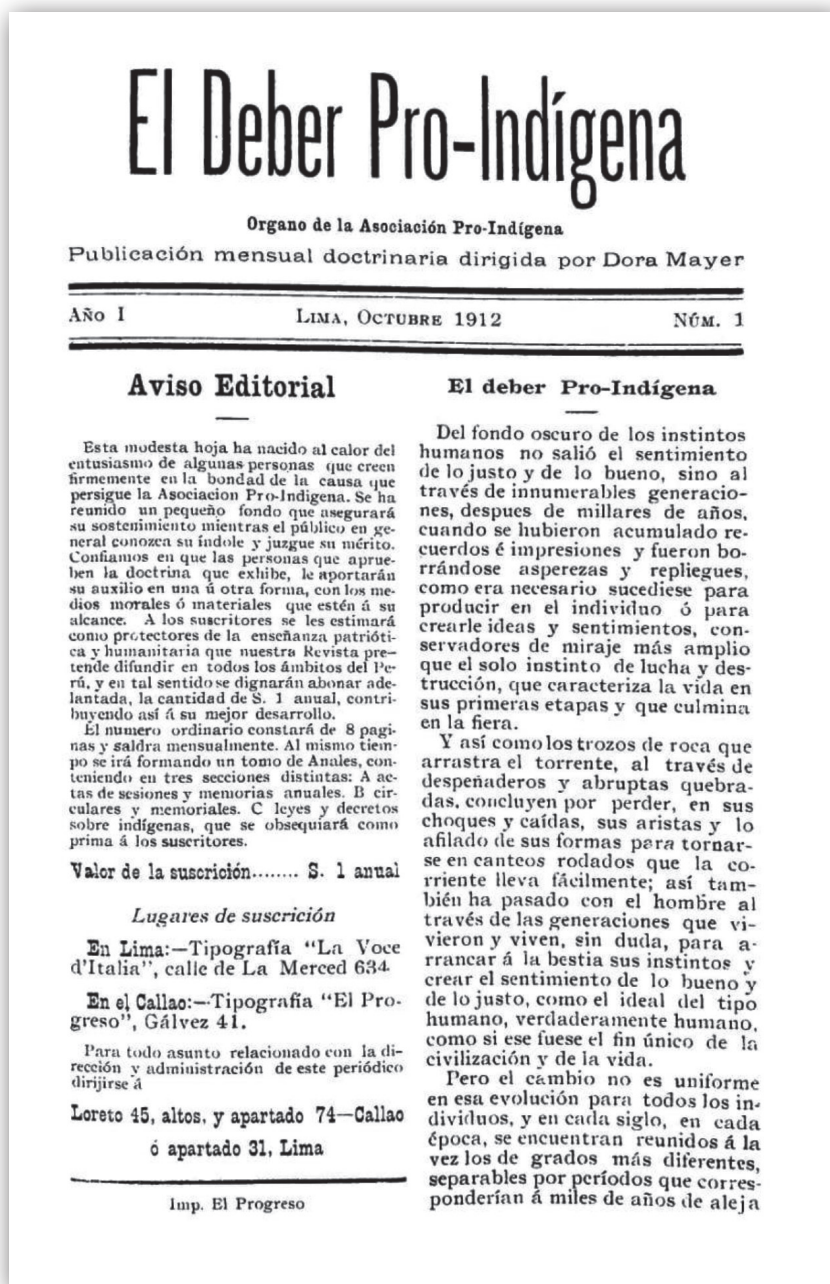 El Deber Pro-Indígena
Organo de la Asociación Pro-Indígena
Publicación mensual doctrinaria dirigida por Dora Mayer
Año I Lima, Octubre 1912 Núm. 1
Aviso Editorial
Esta modesta hoja ha nacido al calor del
entusiasmo de algunas personas que creen
firmemente en la bondad de la causa que
persigue la Asociacion Pro-Indigena. Se ha
reunido un pequeño fondo que asegurará
su sostenimiento mientras el público en ge-
neral conozca su índole y juzgue su mérito.
Confiamos en que las personas que aprue-
ben la doctrina que exhibe, le aportarán
su auxilio en una ú otra forma, con los me-
dios morales ó materiales que estén á su
alcance. A los suscritores se les estimará
como protectores de la enseñanza patrióti-
ca y humanitaria que nuestra Revista pre-
tende difundir en todos los ámbitos del Pe-
rú, y en tal sentido se dignarán abonar ade-
lantada, la cantidad de S. 1 anual, contri-
buyendo así á su mejor desarrollo.
El numero ordinario constará de 8 pagi-
nas y saldra mensualmente. Al mismo tiem-
po se irá formando un tomo de Anales, con-
teniendo en tres secciones distintas: A ac-
tas de sesiones y memorias anuales. B cir-
culares y memoriales. C leyes y decretos
sobre indígenas, que se obsequiará como
prima á los suscritores.
Valor de la suscrición........ S. 1 anual
Lugares de suscrición
En Lima:—Tipografía “La Voce
d'Italia”, calle de La Merced 634
En el Callao:—Tipografía “El Pro-
greso”, Gálvez 41.
Para todo asunto relacionado con la di-
rección y administración de este periódico
dirijirse á
Loreto 45, altos, y apartado 74—Callao
ó apartado 31, Lima
Imp. El Progreso
El deber Pro-Indígena
Del fondo oscuro de los instintos
humanos no salió el sentimiento
de lo justo y de lo bueno, sino al
través de innumerables generacio-
nes, despues de millares de años,
cuando se hubieron acumulado re-
cuerdos é impresiones y fueron bo-
rrándose asperezas y repliegues,
como era necesario sucediese para
producir en el individuo ó para
crearle ideas y sentimientos, con-
servadores de miraje más amplio
que el solo instinto de lucha y des-
trucción, que caracteriza la vida en
sus primeras etapas y que culmina
en la fiera.
Y así como los trozos de roca que
arrastra el torrente, al través de
despeñaderos y abruptas quebra-
das, concluyen por perder, en sus
choques y caídas, sus aristas y lo
afilado de sus formas para tornar-
se en canteos rodados que la co-
rriente lleva fácilmente; así tam-
bién ha pasado con el hombre al
través de las generaciones que vi-
vieron y viven, sin duda, para a-
rrancar á la bestia sus instintos y
crear el sentimiento de lo bueno y
de lo justo, como el ideal del tipo
humano, verdaderamente humano,
como si ese fuese el fin único de la
civilización y de la vida.
Pero el cambio no es uniforme
en esa evolución para todos los in-
dividuos, y en cada siglo, en cada
época, se encuentran reunidos á la
vez los de grados más diferentes,
separables por períodos que corres-
ponderían á miles de años de aleja